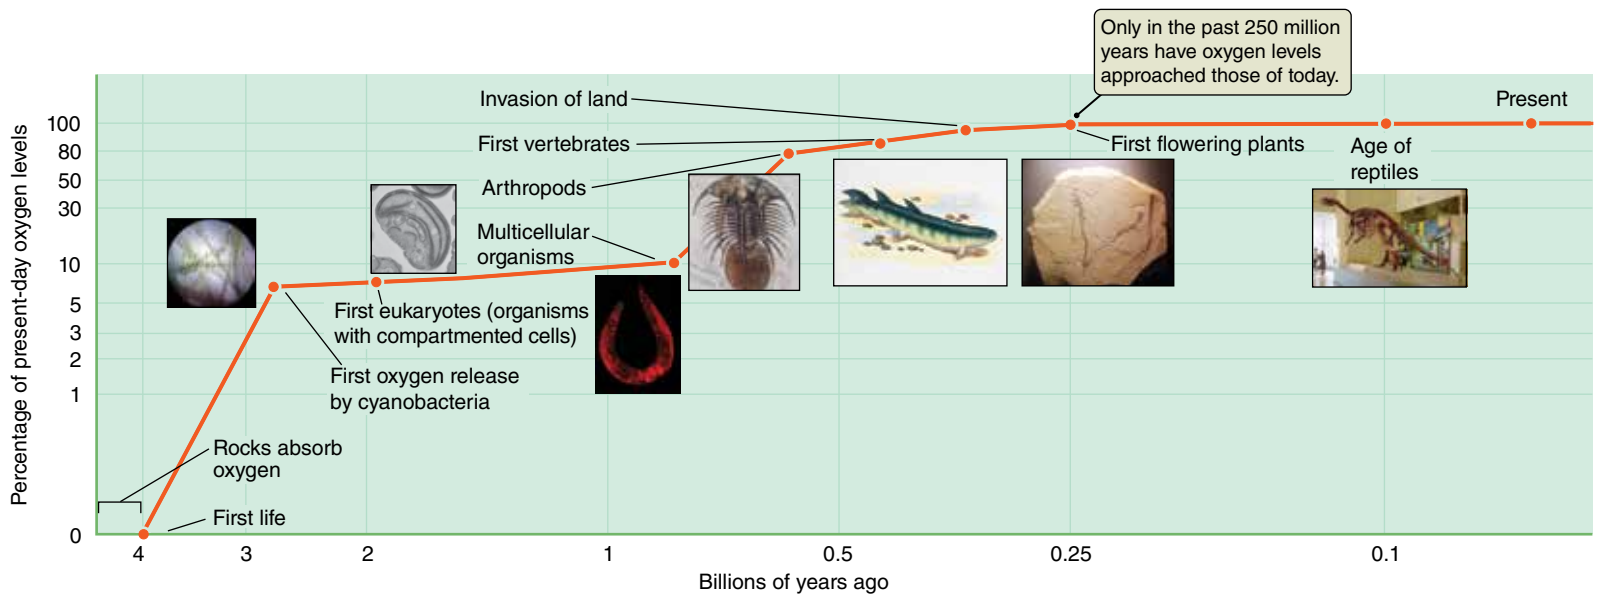 Only in the past 250 million
years have oxygen levels
approached those of today.
Percentage of present-day oxygen levels
100
80
50
30
10
5
3
2
1
0
Invasion of land
First vertebrates
Arthropods
Multicellular
organisms
First eukaryotes (organisms
with compartmented cells)
First oxygen release
by cyanobacteria
Rocks absorb
oxygen
First life
First flowering plants
Age of
reptiles
Present
4
3
2
1
0.5
0.25
0.1
Billions of years ago